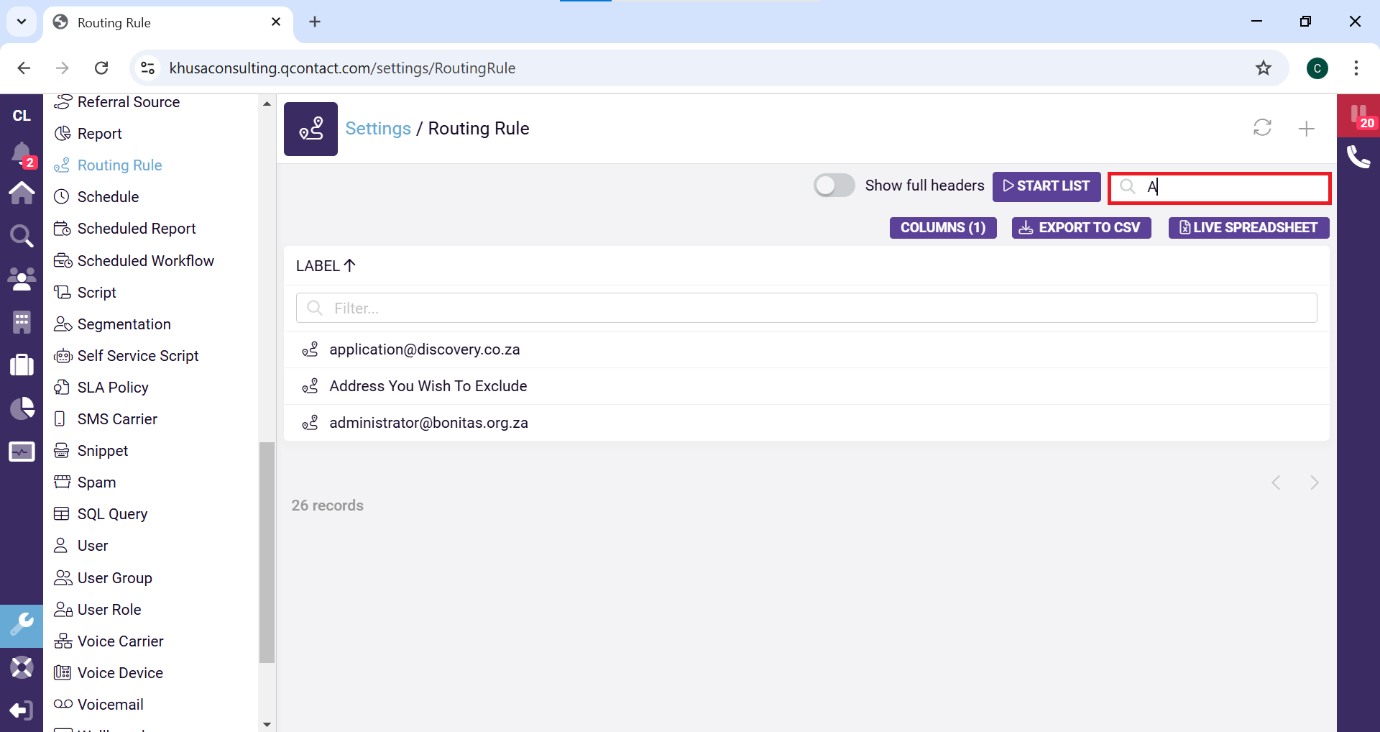 Routing Rule
khusaconsulting.qcontact.com/settings/RoutingRule
C
CL
2
20
Referral Source
Report
Routing Rule
Schedule
Scheduled Report
Scheduled Workflow
Script
Segmentation
Self Service Script
SLA Policy
SMS Carrier
Snippet
Spam
SQL Query
User
User Group
User Role
Voice Carrier
Voice Device
Voicemail
Settings / Routing Rule
Show full headers
START LIST
A
COLUMNS (1)
EXPORT TO CSV
LIVE SPREADSHEET
LABEL
Filter...
application@discovery.co.za
Address You Wish To Exclude
administrator@bonitas.org.za
26 records